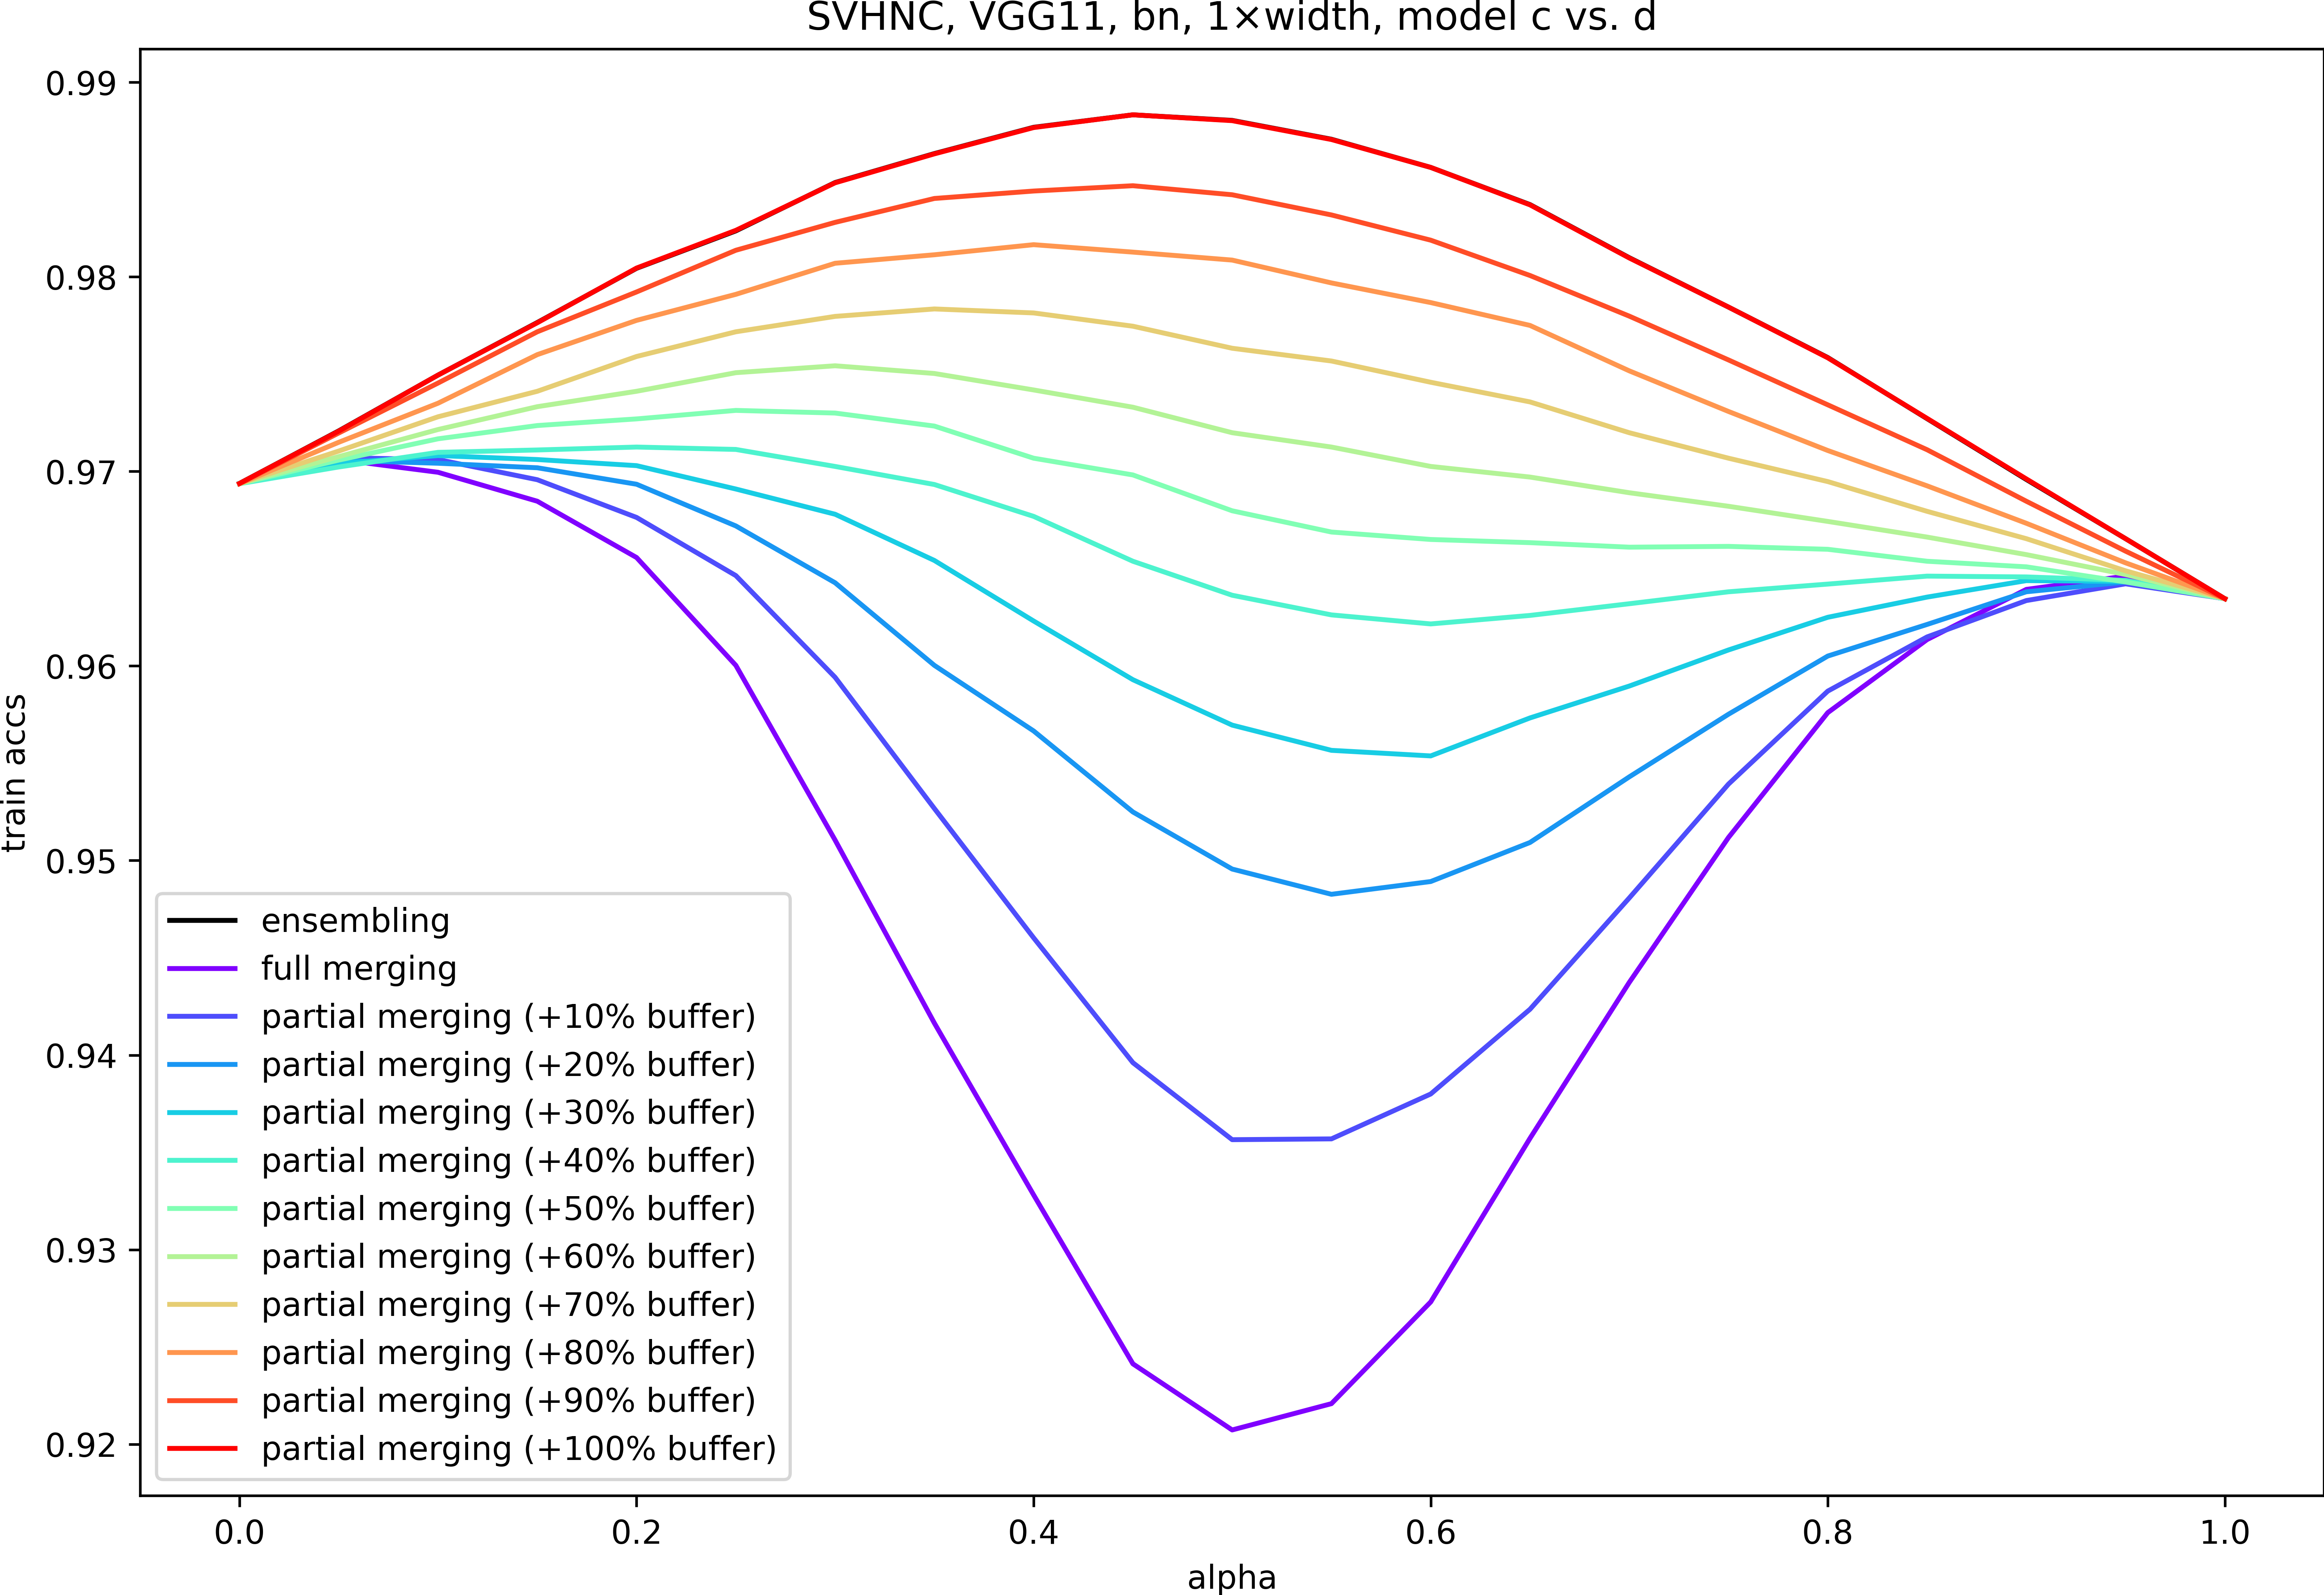 SVHNC, VGG11, bn, 1×width, model c vs. d
0.99
0.98
0.97
0.96
0.95
0.94
0.93
0.92
train accs
ensembling
full merging
partial merging (+10% buffer)
partial merging (+20% buffer)
partial merging (+30% buffer)
partial merging (+40% buffer)
partial merging (+50% buffer)
partial merging (+60% buffer)
partial merging (+70% buffer)
partial merging (+80% buffer)
partial merging (+90% buffer)
partial merging (+100% buffer)
0.0 0.2 0.4 0.6 0.8 1.0
alpha